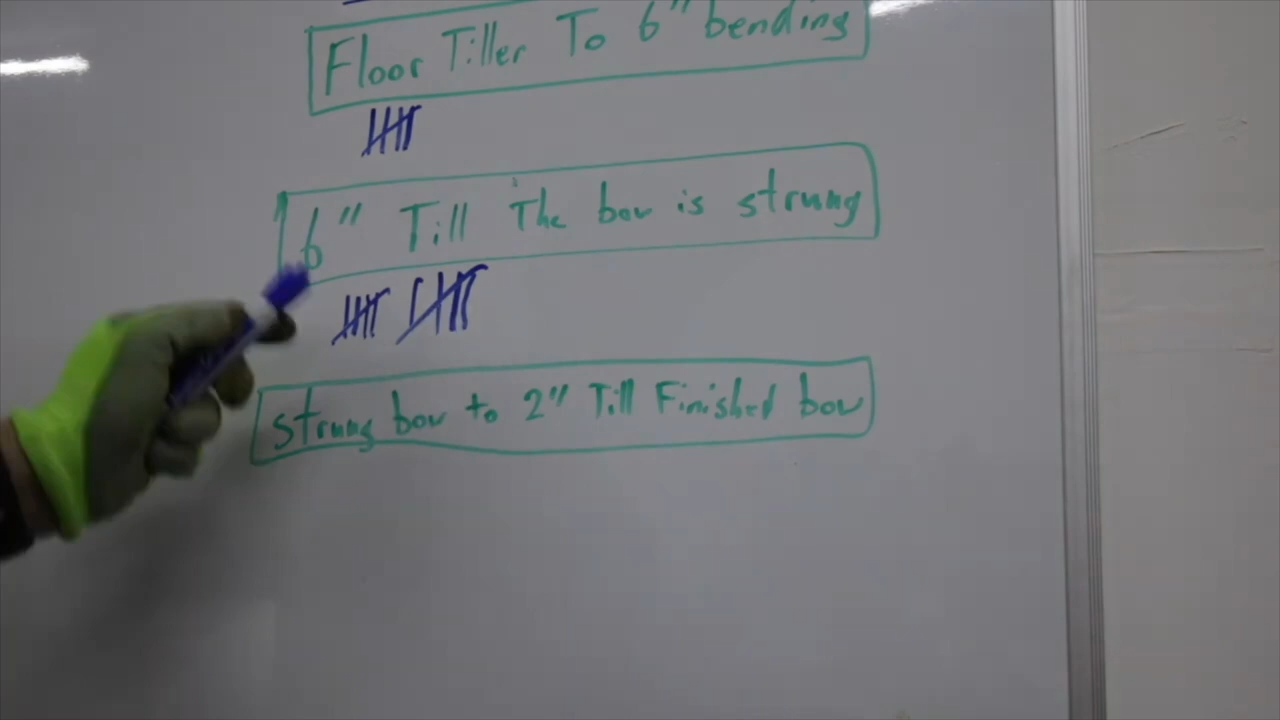 Floor Tiller To 6" bending
6" Till The bow is strung
strung bow to 2" Till Finished bow